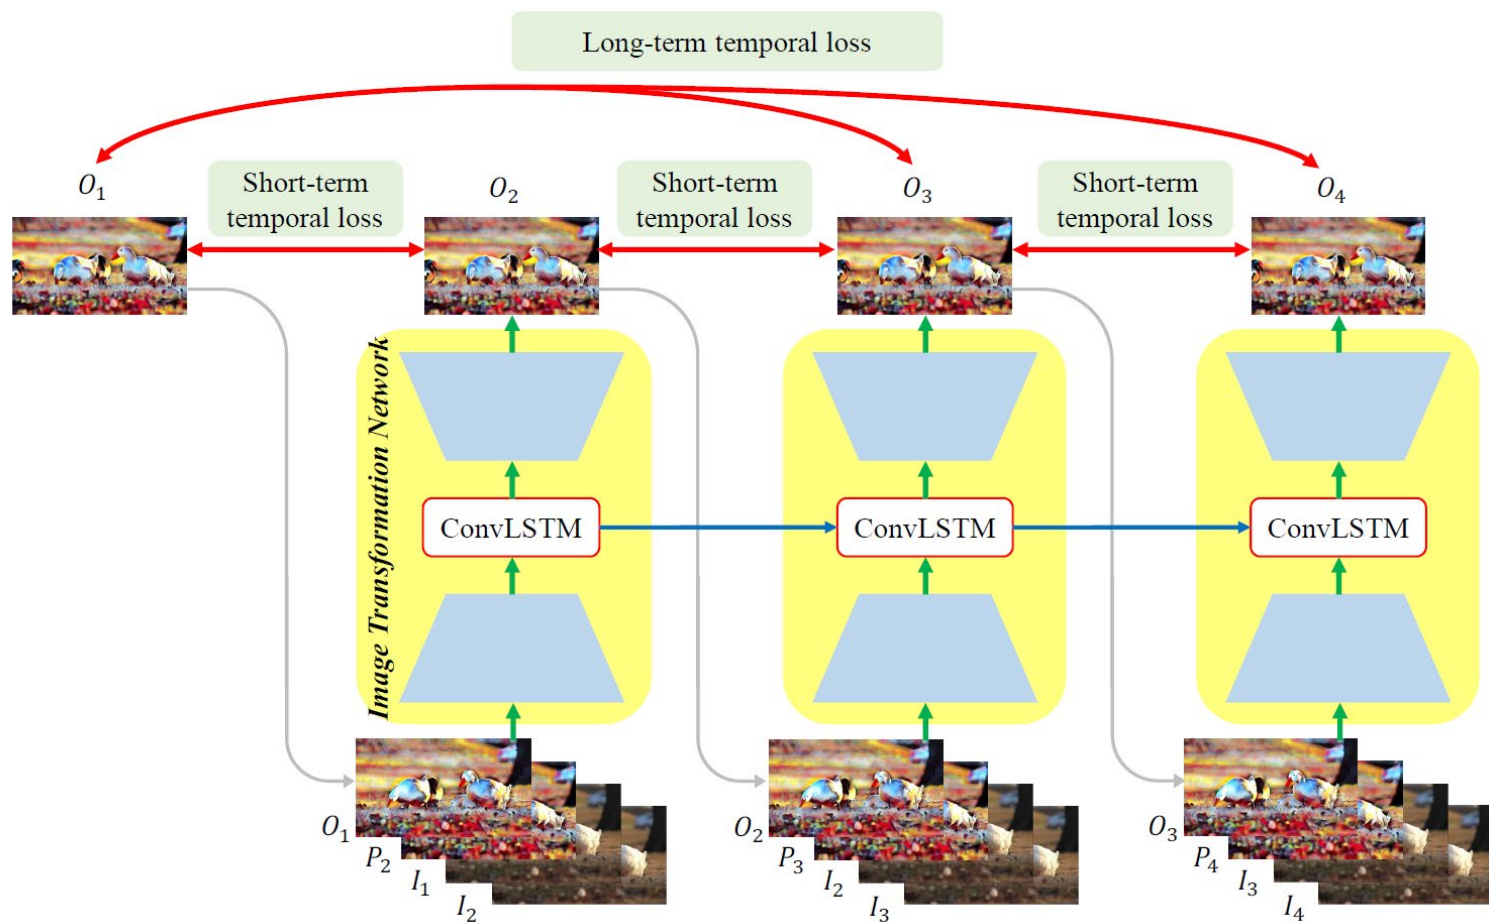 Long-term temporal loss
O₁
Short-term
temporal loss
O₂
Short-term
temporal loss
O₃
Short-term
temporal loss
O₄
Image Transformation Network
ConvLSTM
ConvLSTM
ConvLSTM
O₁
P₂
I₁
I₂
O₂
P₃
I₂
I₃
O₃
P₄
I₃
I₄